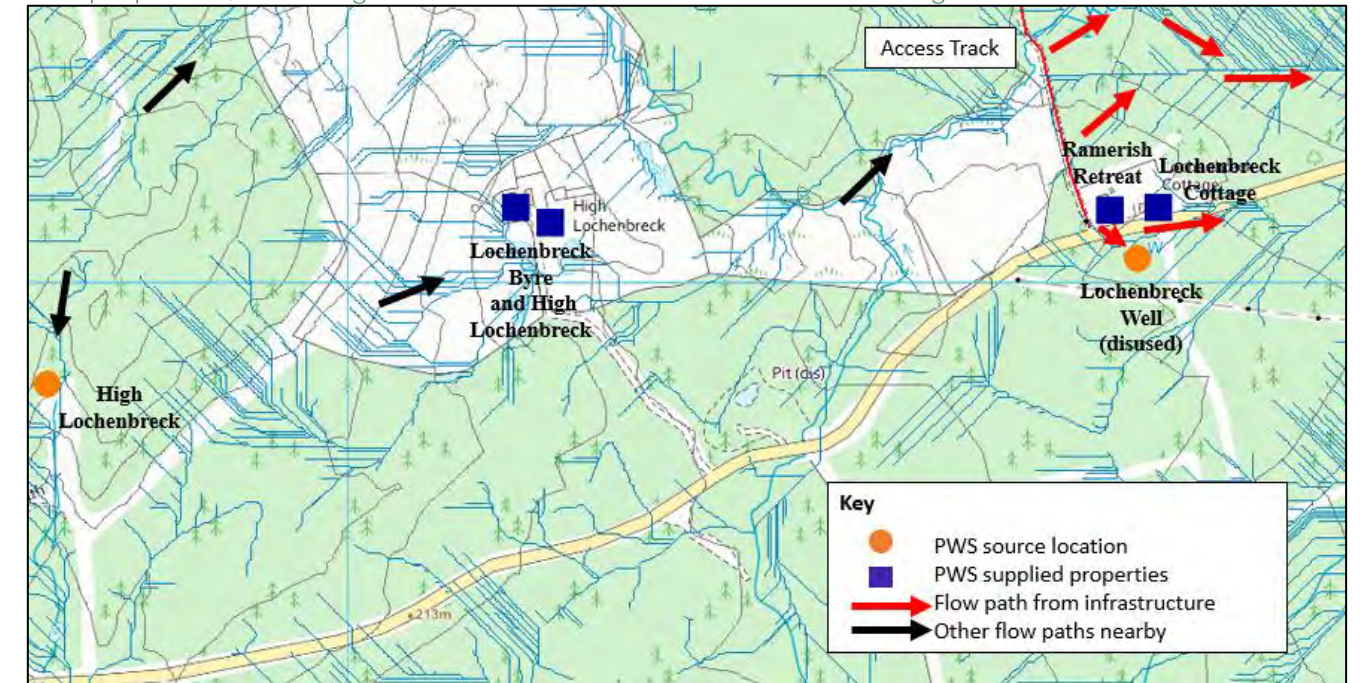 Access Track
Ramerish
Retreat
Lochenbreck
Cottage
Cottage
High
Lochenbreck
Lochenbreck
Byre
and High
Lochenbreck
W
Lochenbreck
Well
(disused)
High
Lochenbreck
Pit (dis)
213m
Key
PWS source location
PWS supplied properties
Flow path from infrastructure
Other flow paths nearby